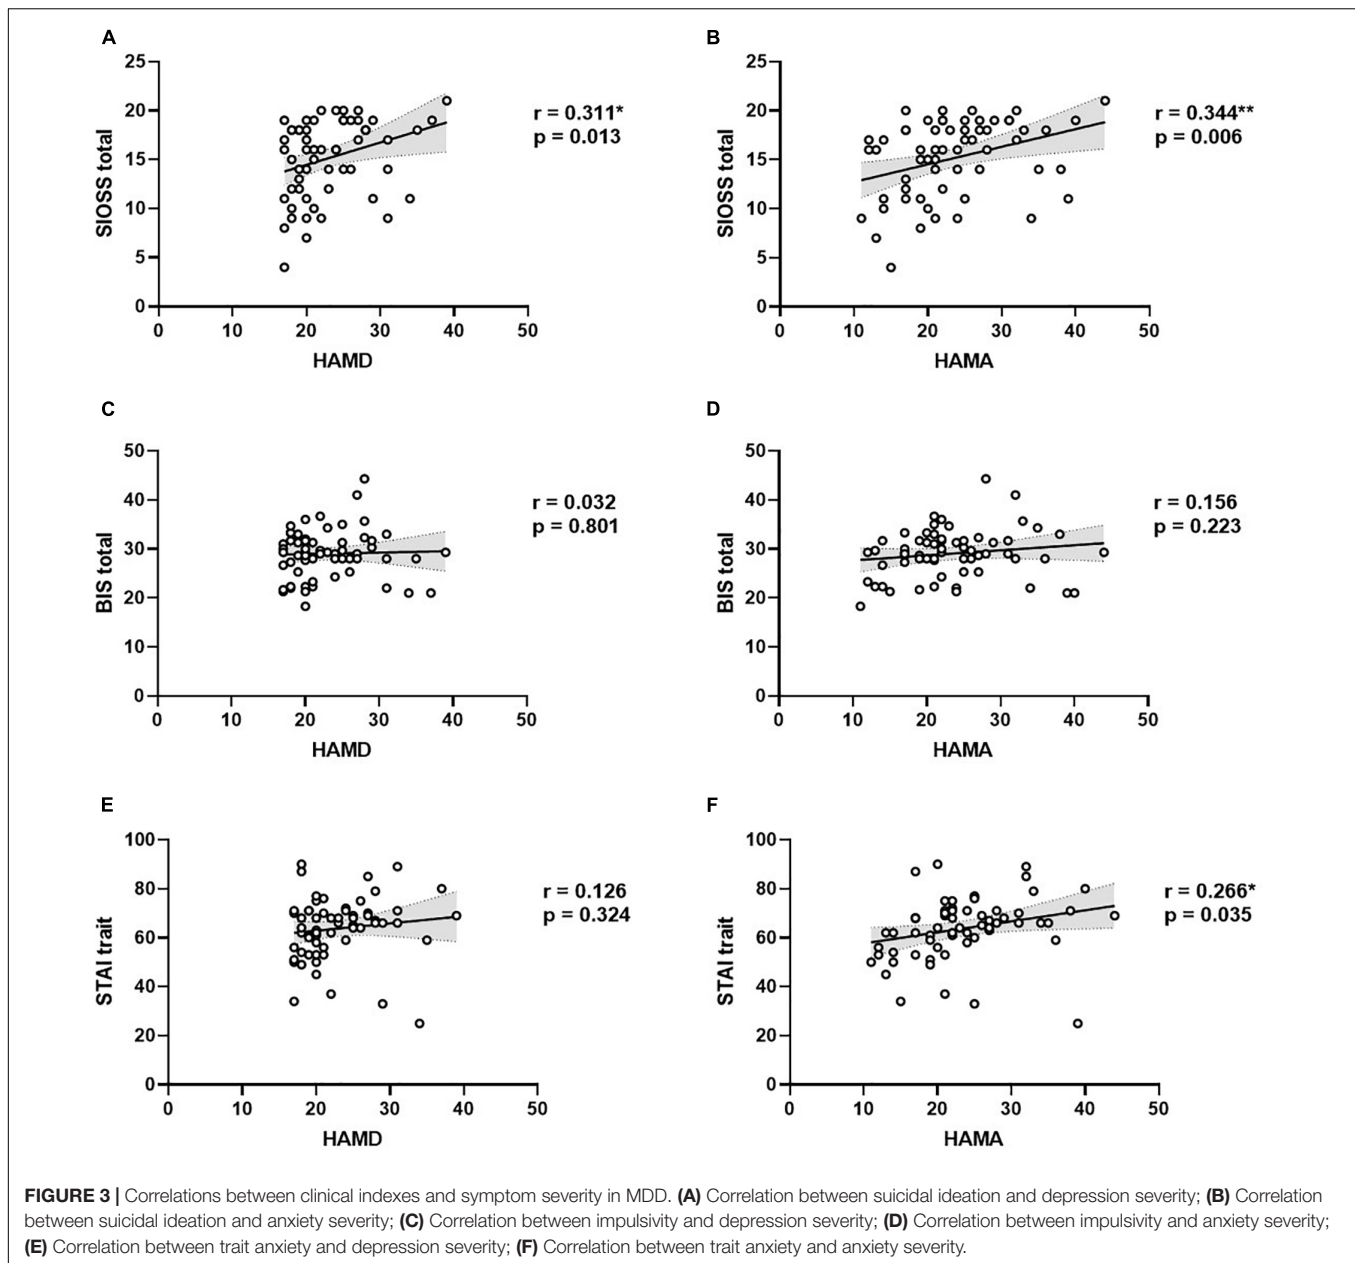 A
25
20
15
10
5
0
SIOSS total
0 10 20 30 40 50
HAMD
r = 0.311*
p = 0.013
B
25
20
15
10
5
0
SIOSS total
0 10 20 30 40 50
HAMA
r = 0.344**
p = 0.006
C
50
40
30
20
10
0
BIS total
0 10 20 30 40 50
HAMD
r = 0.032
p = 0.801
D
50
40
30
20
10
0
BIS total
0 10 20 30 40 50
HAMA
r = 0.156
p = 0.223
E
100
80
60
40
20
0
STAI trait
0 10 20 30 40 50
HAMD
r = 0.126
p = 0.324
F
100
80
60
40
20
0
STAI trait
0 10 20 30 40 50
HAMA
r = 0.266*
p = 0.035
FIGURE 3 | Correlations between clinical indexes and symptom severity in MDD. (A) Correlation between suicidal ideation and depression severity; (B) Correlation
between suicidal ideation and anxiety severity; (C) Correlation between impulsivity and depression severity; (D) Correlation between impulsivity and anxiety severity;
(E) Correlation between trait anxiety and depression severity; (F) Correlation between trait anxiety and anxiety severity.